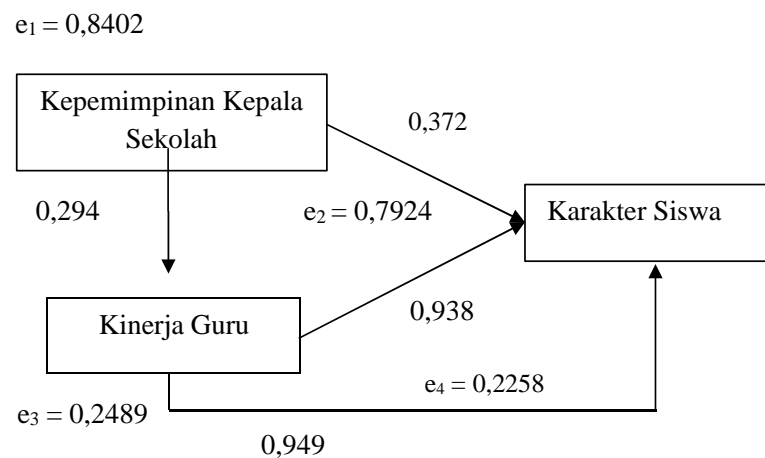 e₁ = 0,8402
Kepemimpinan Kepala
Sekolah
0,372
0,294
e₂ = 0,7924
Karakter Siswa
Kinerja Guru
0,938
e₄ = 0,2258
e₃ = 0,2489
0,949